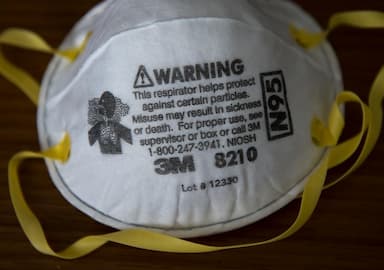 ⚠WARNING
This respirator helps protect
against certain particles.
Misuse may result in sickness
or death. For proper use, see
supervisor or box or call 3M
1-800-247-3941. NIOSH
N95
3M 8210
Lot # 12330